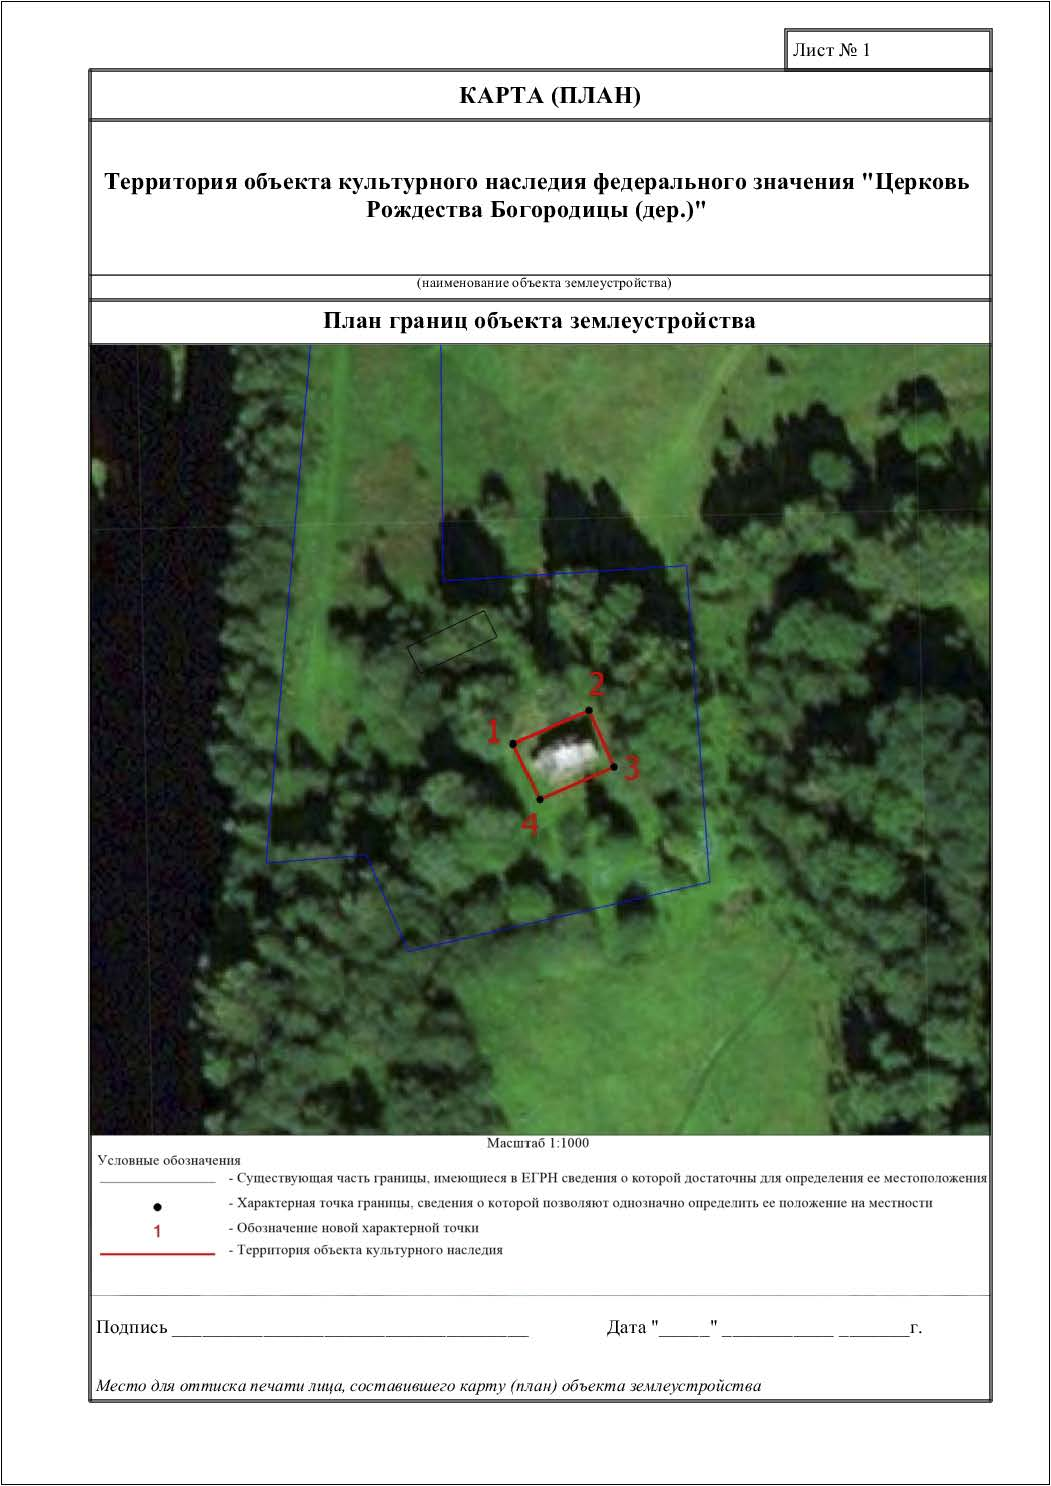 Лист № 1
КАРТА (ПЛАН)
Территория объекта культурного наследия федерального значения "Церковь
Рождества Богородицы (дер.)"
(наименование объекта землеустройства)
План границ объекта землеустройства
2
1
3
4
Масштаб 1:1000
Условные обозначения
- Существующая часть границы, имеющиеся в ЕГРН сведения о которой достаточны для определения ее местоположения
- Характерная точка границы, сведения о которой позволяют однозначно определить ее положение на местности
1 - Обозначение новой характерной точки
- Территория объекта культурного наследия
Подпись ___________________________________ Дата "_____" ___________ _______г.
Место для оттиска печати лица, составившего карту (план) объекта землеустройства